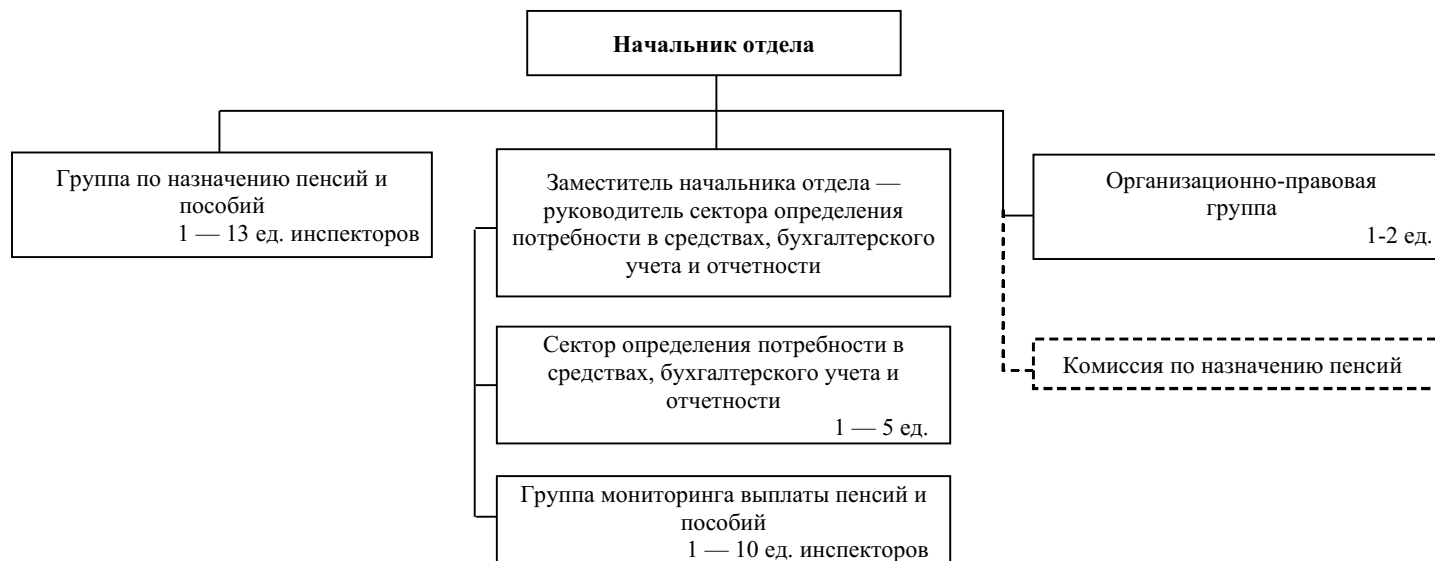 Начальник отдела
Группа по назначению пенсий и
пособий
1 — 13 ед. инспекторов
Заместитель начальника отдела —
руководитель сектора определения
потребности в средствах, бухгалтерского
учета и отчетности
Организационно-правовая
группа
1-2 ед.
Сектор определения потребности в
средствах, бухгалтерского учета и
отчетности
1 — 5 ед.
Комиссия по назначению пенсий
Группа мониторинга выплаты пенсий и
пособий
1 — 10 ед. инспекторов